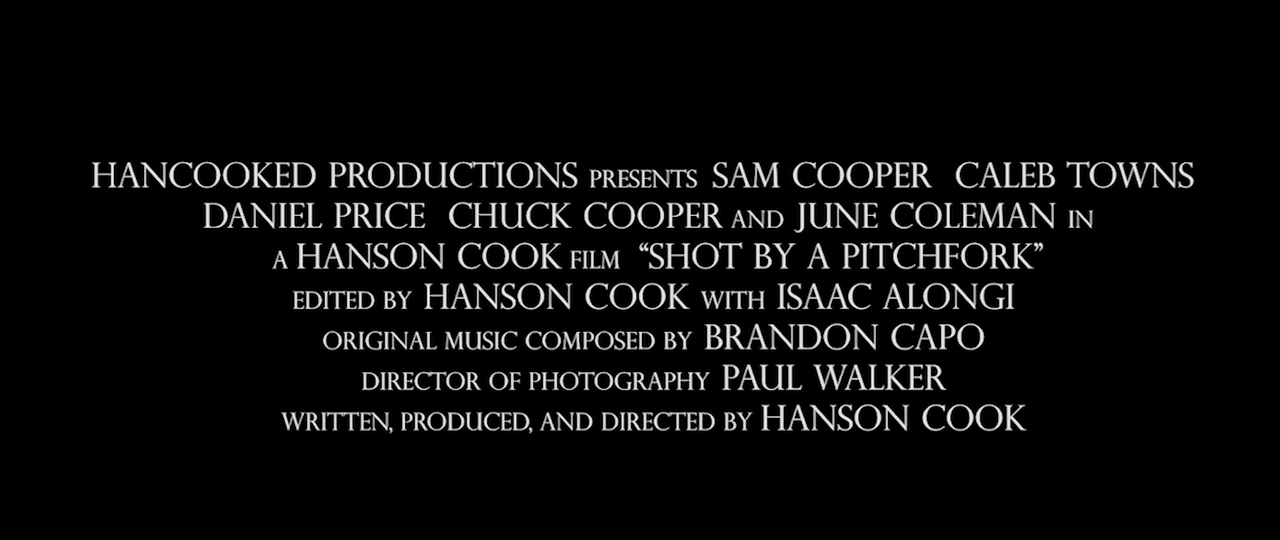 HANCOOKED PRODUCTIONS PRESENTS SAM COOPER CALEB TOWNS
DANIEL PRICE CHUCK COOPER AND JUNE COLEMAN IN
A HANSON COOK FILM “SHOT BY A PITCHFORK”
EDITED BY HANSON COOK WITH ISAAC ALONGI
ORIGINAL MUSIC COMPOSED BY BRANDON CAPO
DIRECTOR OF PHOTOGRAPHY PAUL WALKER
WRITTEN, PRODUCED, AND DIRECTED BY HANSON COOK